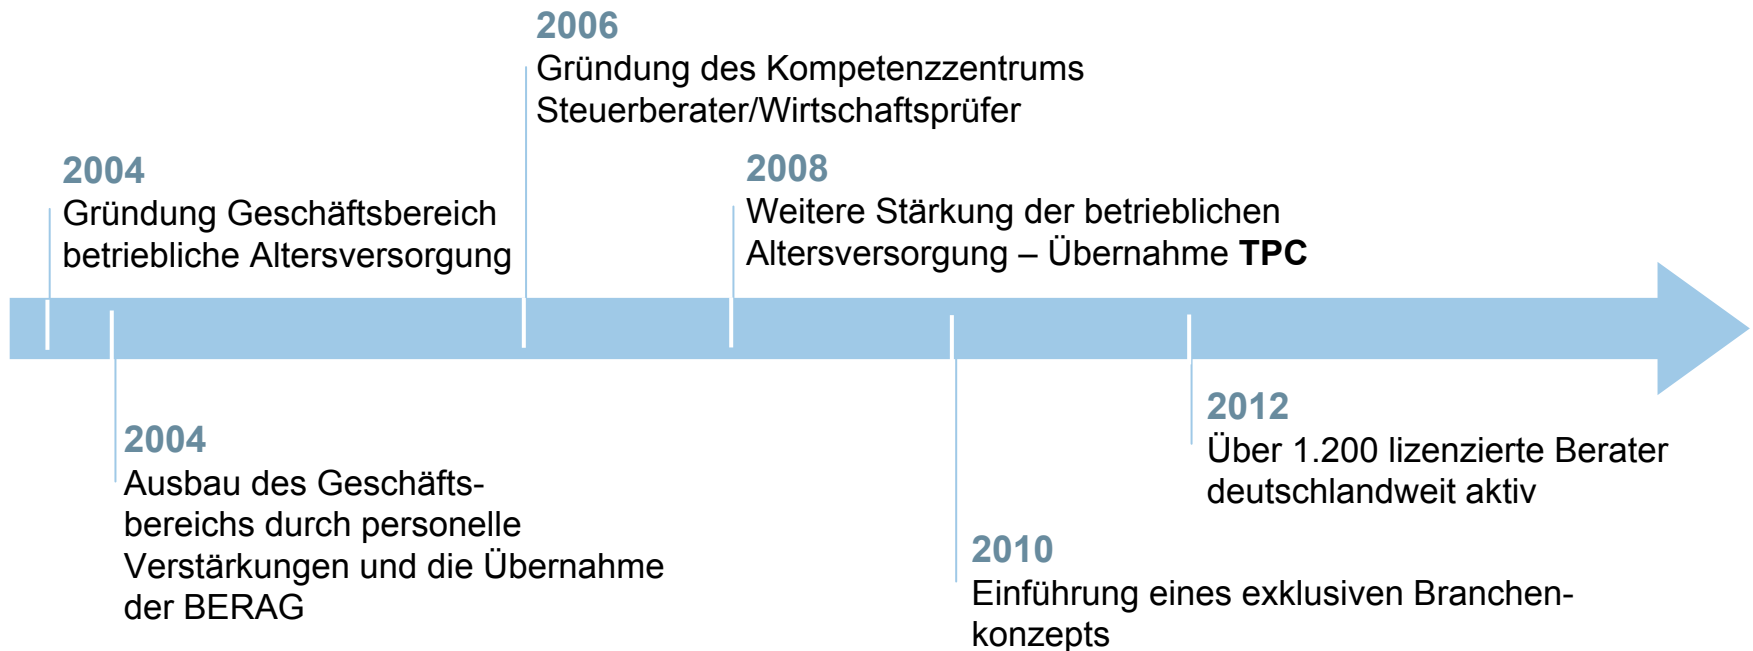 2006
Gründung des Kompetenzzentrums
Steuerberater/Wirtschaftsprüfer
2004
Gründung Geschäftsbereich
betriebliche Altersversorgung
2008
Weitere Stärkung der betrieblichen
Altersversorgung – Übernahme TPC
2004
Ausbau des Geschäfts-
bereichs durch personelle
Verstärkungen und die Übernahme
der BERAG
2012
Über 1.200 lizenzierte Berater
deutschlandweit aktiv
2010
Einführung eines exklusiven Branchen-
konzepts